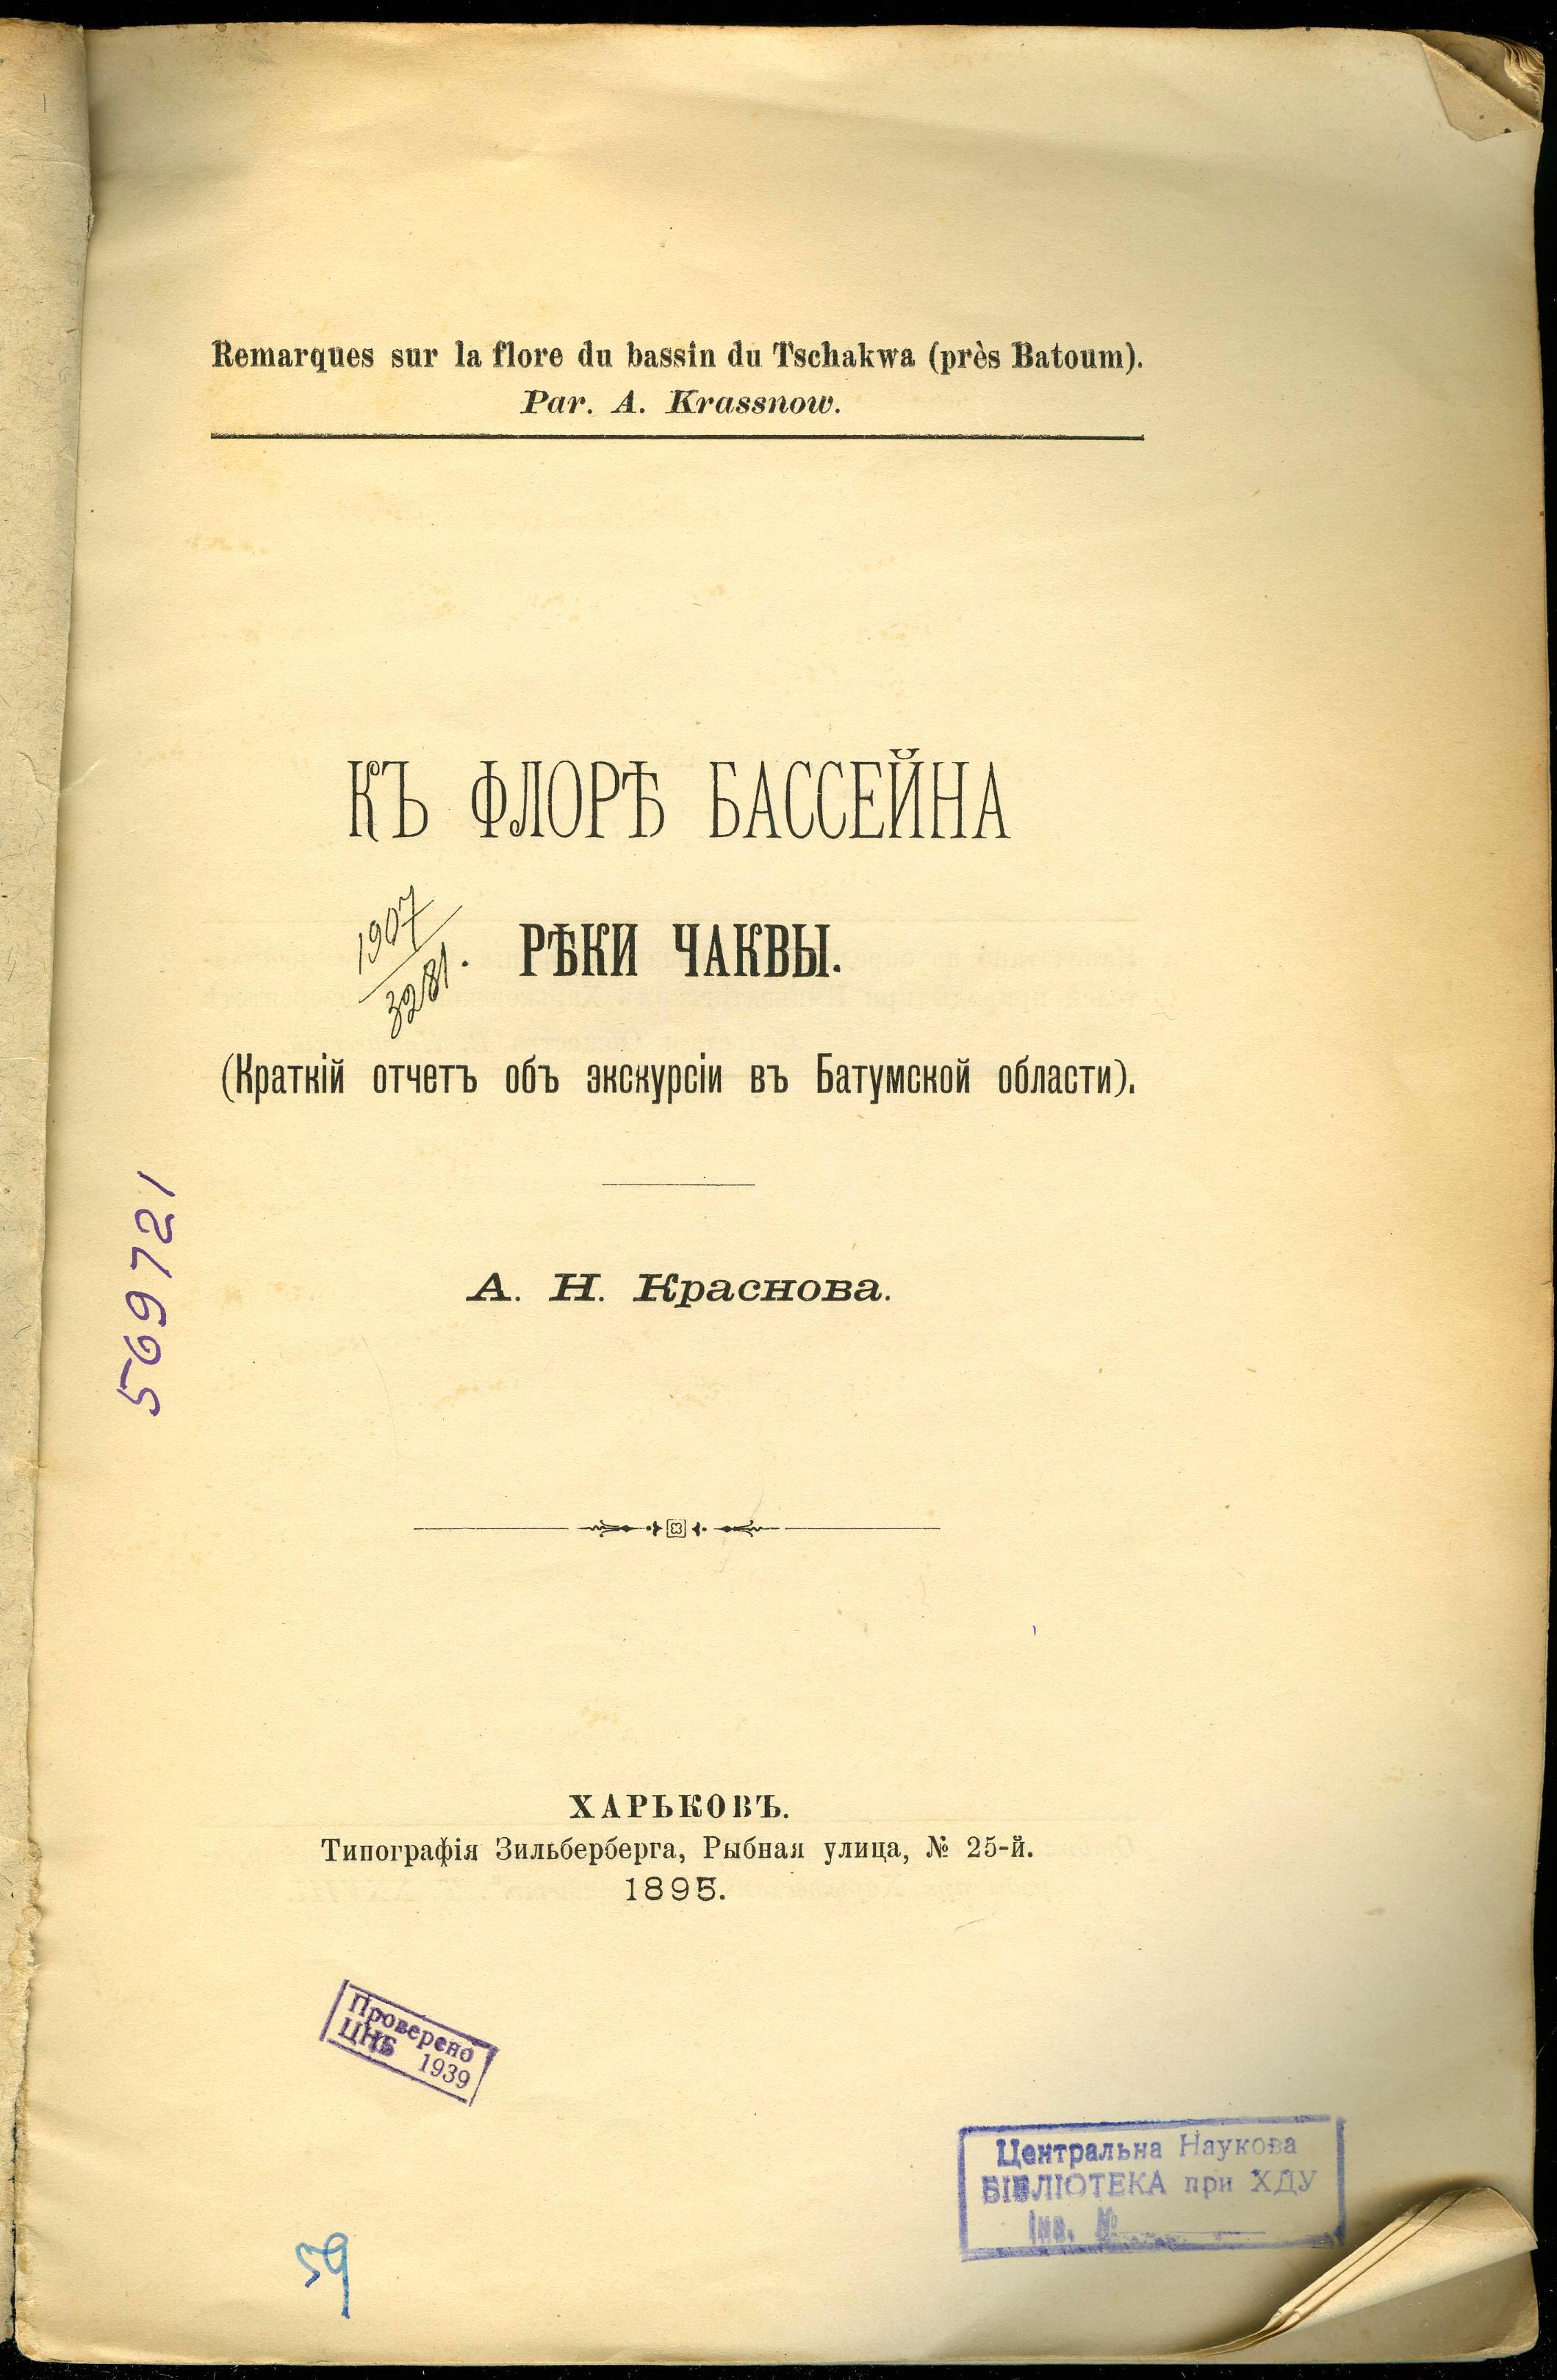 Remarques sur la flore du bassin du Tschakwa (près Batoum).
Par. A. Krassnow.
КЪ ФЛОРѢ БАССЕЙНА
1907
3281.
РѢКИ ЧАКВЫ.
(Краткій отчетъ объ экскурсіи въ Батумской области).
569721
А. Н. Краснова.
ХАРЬКОВЪ.
Типографія Зильберберга, Рыбная улица, № 25-й.
1895.
Проверено
ЦНБ 1939
Центральна Наукова
БІБЛІОТЕКА при ХДУ
Інв. №
59